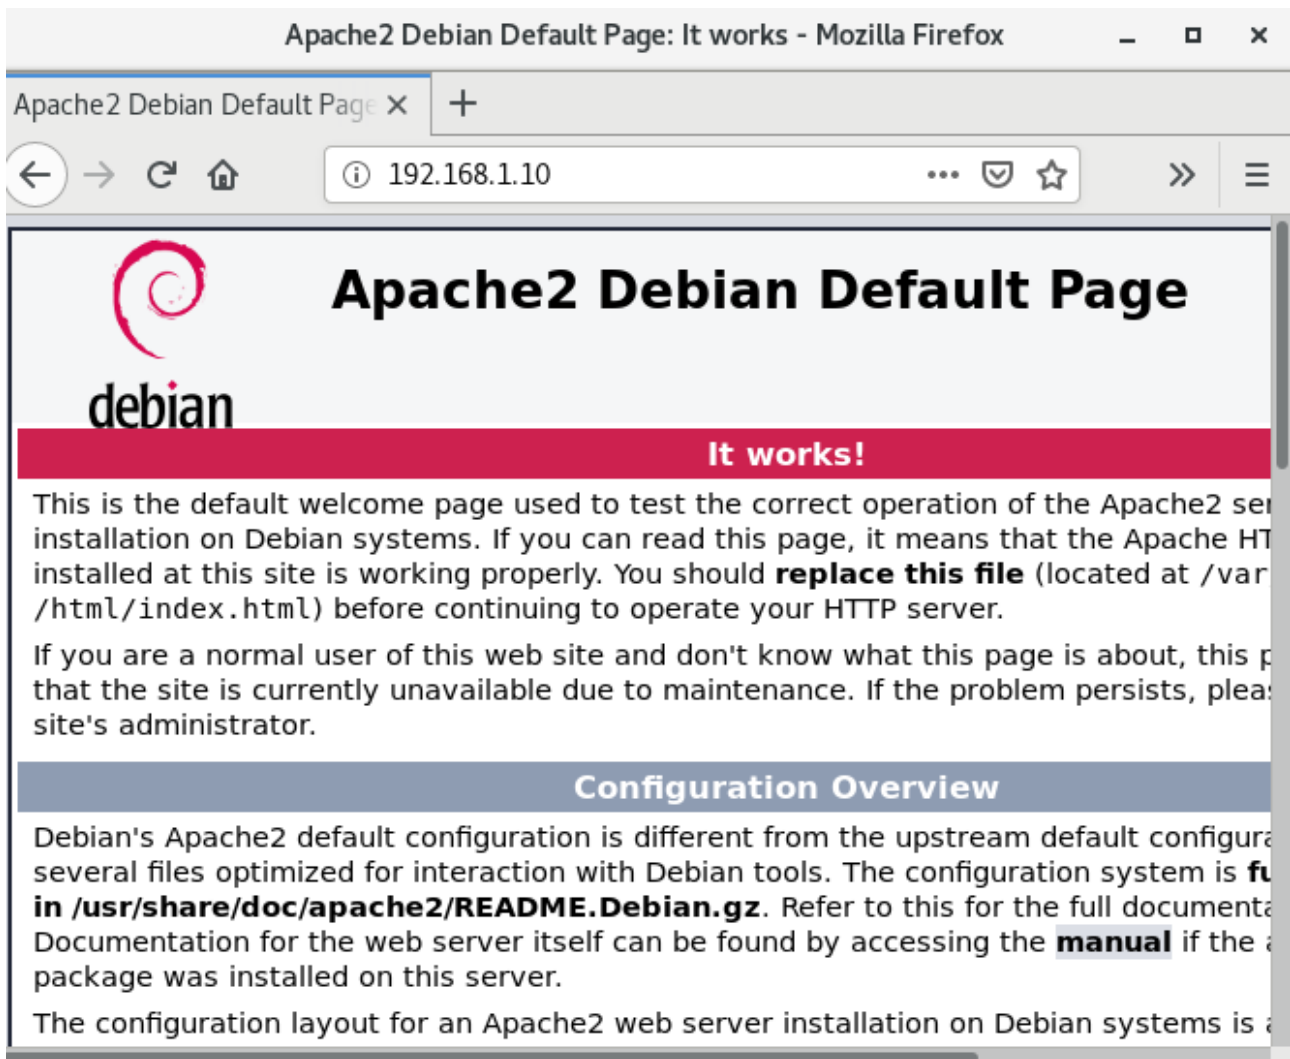 Apache2 Debian Default Page: It works - Mozilla Firefox
Apache2 Debian Default Page
192.168.1.10
debian
Apache2 Debian Default Page
It works!
This is the default welcome page used to test the correct operation of the Apache2
installation on Debian systems. If you can read this page, it means that the Apache
installed at this site is working properly. You should replace this file (located at /var
/html/index.html) before continuing to operate your HTTP server.
If you are a normal user of this web site and don't know what this page is about, this
that the site is currently unavailable due to maintenance. If the problem persists,
site's administrator.
Configuration Overview
Debian's Apache2 default configuration is different from the upstream default
several files optimized for interaction with Debian tools. The configuration system is
in /usr/share/doc/apache2/README.Debian.gz. Refer to this for the full
Documentation for the web server itself can be found by accessing the manual if the
package was installed on this server.
The configuration layout for an Apache2 web server installation on Debian systems is